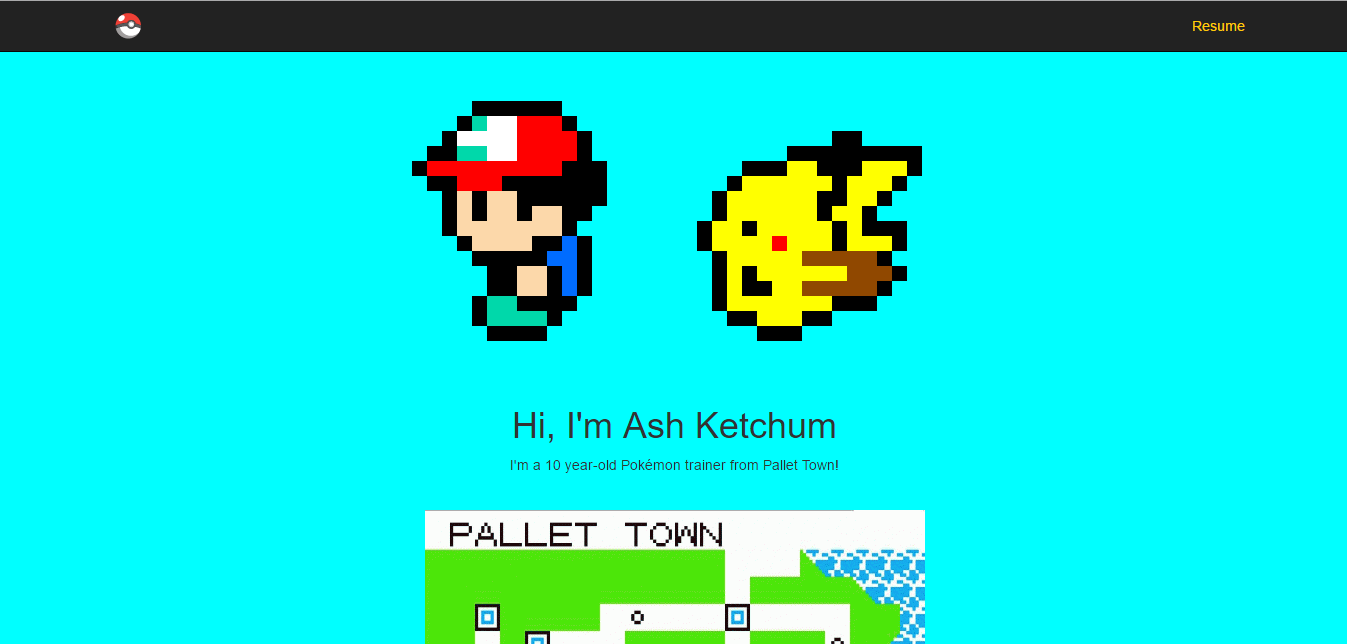 Resume
Hi, I'm Ash Ketchum
I'm a 10 year-old Pokémon trainer from Pallet Town!
PALLET TOWN